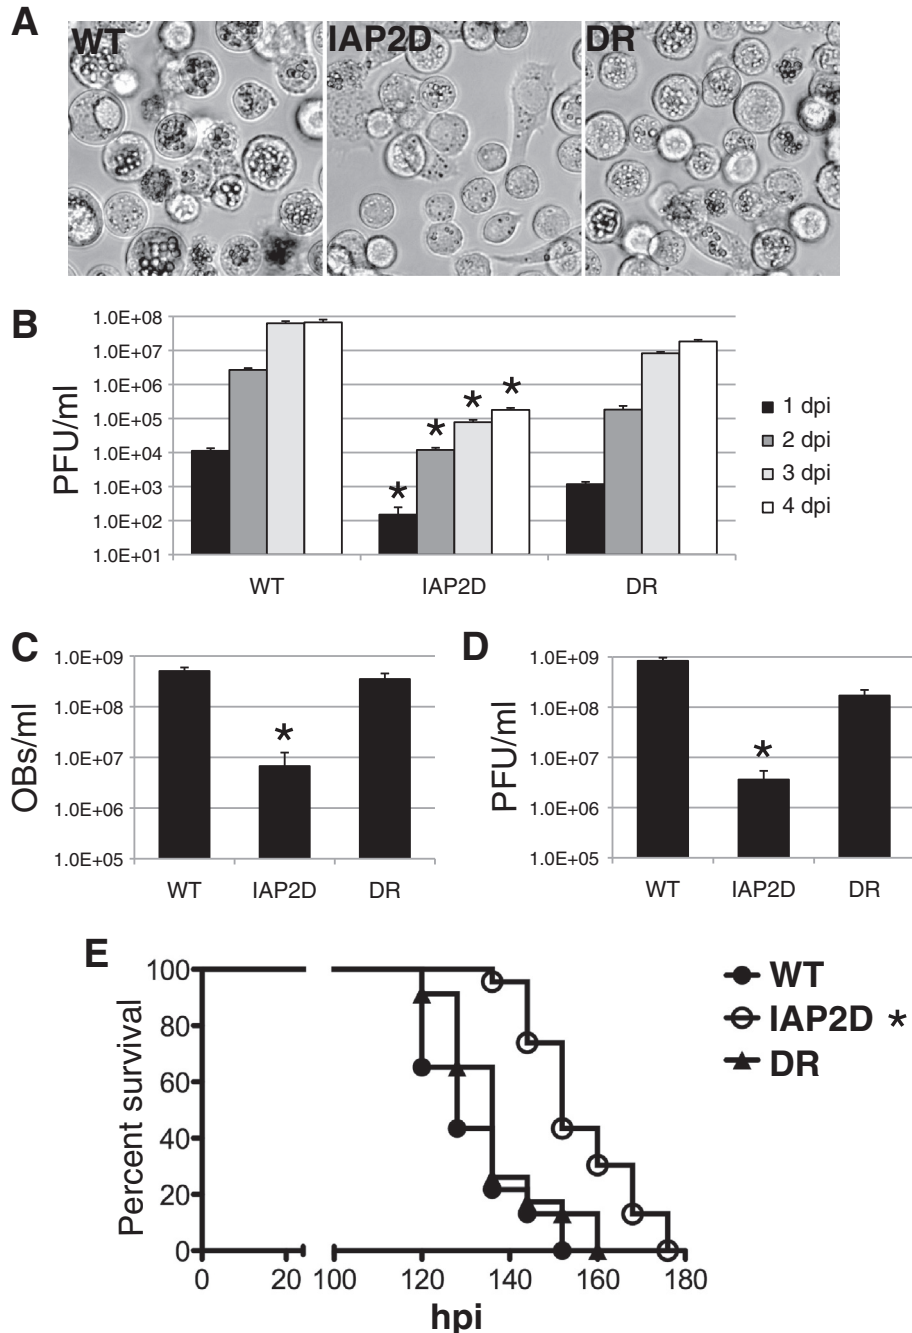 A
WT IAP2D DR
B
1.0E+08
1.0E+07
1.0E+06
1.0E+05
1.0E+04
1.0E+03
1.0E+02
1.0E+01
PFU/ml
* * * *
WT IAP2D DR
1 dpi
2 dpi
3 dpi
4 dpi
C
1.0E+09
1.0E+08
1.0E+07
1.0E+06
1.0E+05
OBs/ml
*
WT IAP2D DR
D
1.0E+09
1.0E+08
1.0E+07
1.0E+06
1.0E+05
PFU/ml
*
WT IAP2D DR
E
100
80
60
40
20
0
Percent survival
0 20 100 120 140 160 180
hpi
WT
IAP2D *
DR